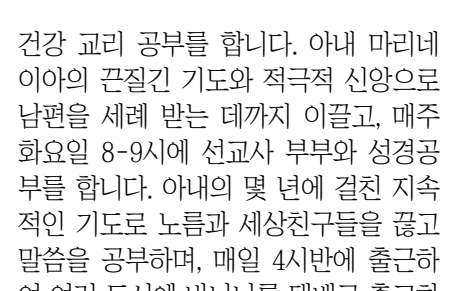 건강 교리 공부를 합니다. 아내 마리네
이아의 끈질긴 기도와 적극적 신앙으로
남편을 세례 받는 데까지 이끌고, 매주
화요일 8-9시에 선교사 부부와 성경공
부를 합니다. 아내의 몇 년에 걸친 지속
적인 기도로 노름과 세상친구들을 끊고
말씀을 공부하며, 매일 4시반에 출근하